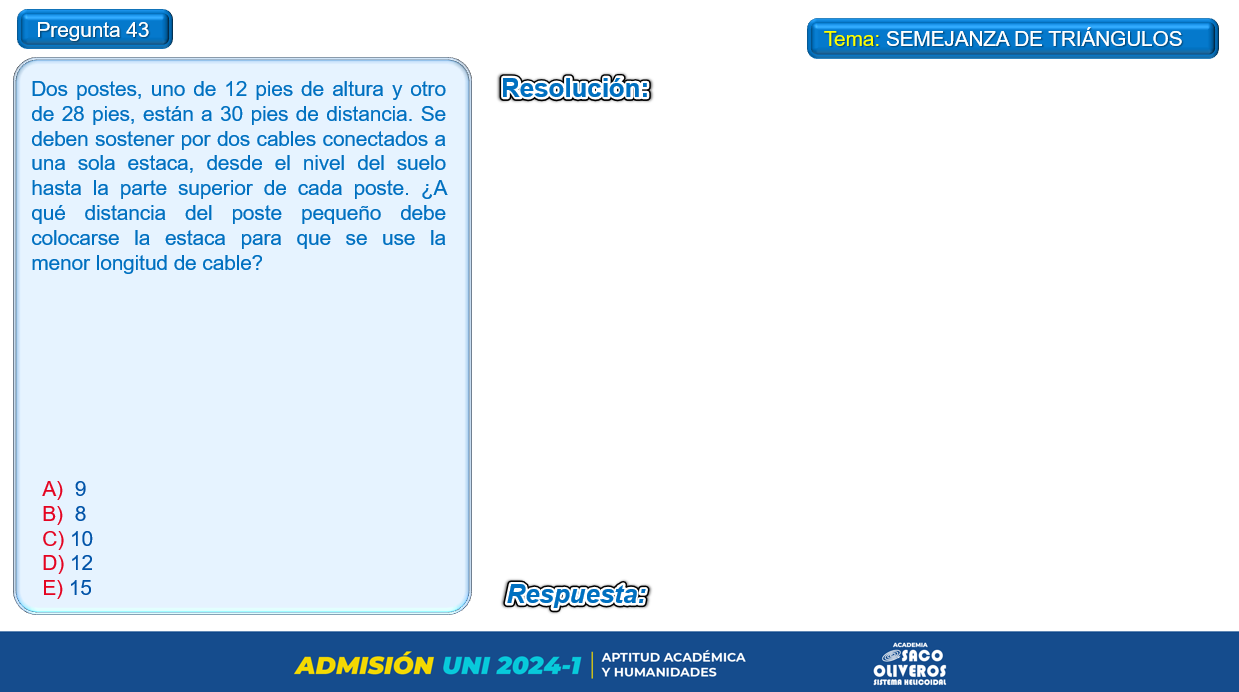 Pregunta 43
Tema: SEMEJANZA DE TRIÁNGULOS
Dos postes, uno de 12 pies de altura y otro
de 28 pies, están a 30 pies de distancia. Se
deben sostener por dos cables conectados a
una sola estaca, desde el nivel del suelo
hasta la parte superior de cada poste. ¿A
qué distancia del poste pequeño debe
colocarse la estaca para que se use la
menor longitud de cable?
A) 9
B) 8
C) 10
D) 12
E) 15
Resolución:
Respuesta:
ADMISIÓN UNI 2024-1
APTITUD ACADÉMICA
Y HUMANIDADES
ACADEMIA
SACO
OLIVEROS
SISTEMA HELICOIDAL